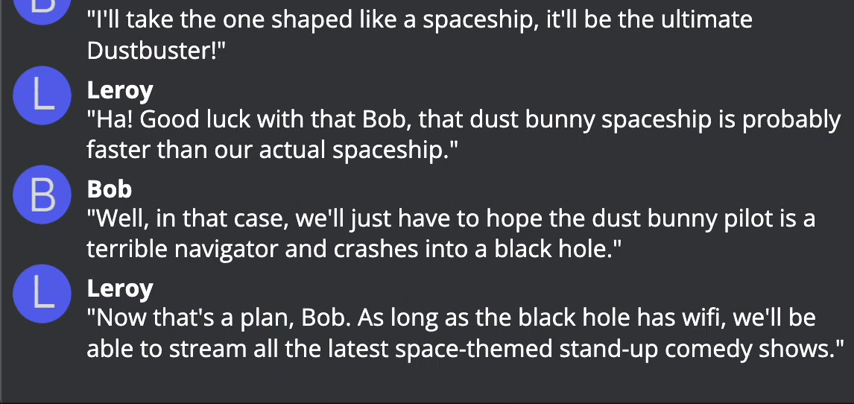 B
"I'll take the one shaped like a spaceship, it'll be the ultimate
Dustbuster!"
L
Leroy
"Ha! Good luck with that Bob, that dust bunny spaceship is probably
faster than our actual spaceship."
B
Bob
"Well, in that case, we'll just have to hope the dust bunny pilot is a
terrible navigator and crashes into a black hole."
L
Leroy
"Now that's a plan, Bob. As long as the black hole has wifi, we'll be
able to stream all the latest space-themed stand-up comedy shows."